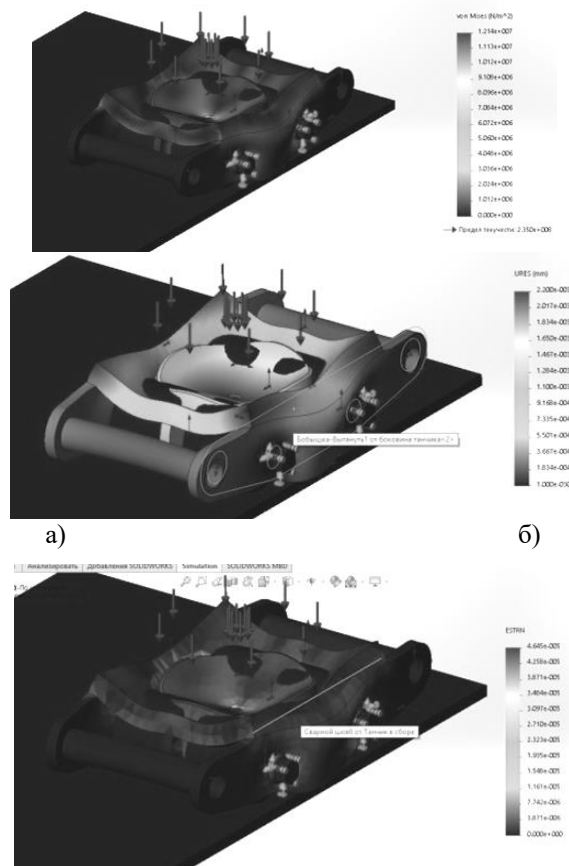 von Mises (N/m^2)
1.214e+007
1.113e+007
1.012e+007
9.108e+006
8.096e+006
7.084e+006
6.072e+006
5.060e+006
4.048e+006
3.036e+006
2.024e+006
1.012e+006
0.000e+000
Предел текучести: 2.350e+008
URES (mm)
2.200e-003
2.017e-003
1.834e-003
1.650e-003
1.467e-003
1.284e-003
1.100e-003
9.168e-004
7.335e-004
5.501e-004
3.667e-004
1.834e-004
1.000e-030
Бобышка-Вытянуть1 от боковина танчика<2>
а) б)
Анализировать Добавления SOLIDWORKS Simulation SOLIDWORKS MBD
ESTRN
4.645e-005
4.258e-005
3.871e-005
3.484e-005
3.097e-005
2.710e-005
2.323e-005
1.935e-005
1.548e-005
1.161e-005
7.742e-006
3.871e-006
0.000e+000
Сварной шов6 от Танчик в сборе